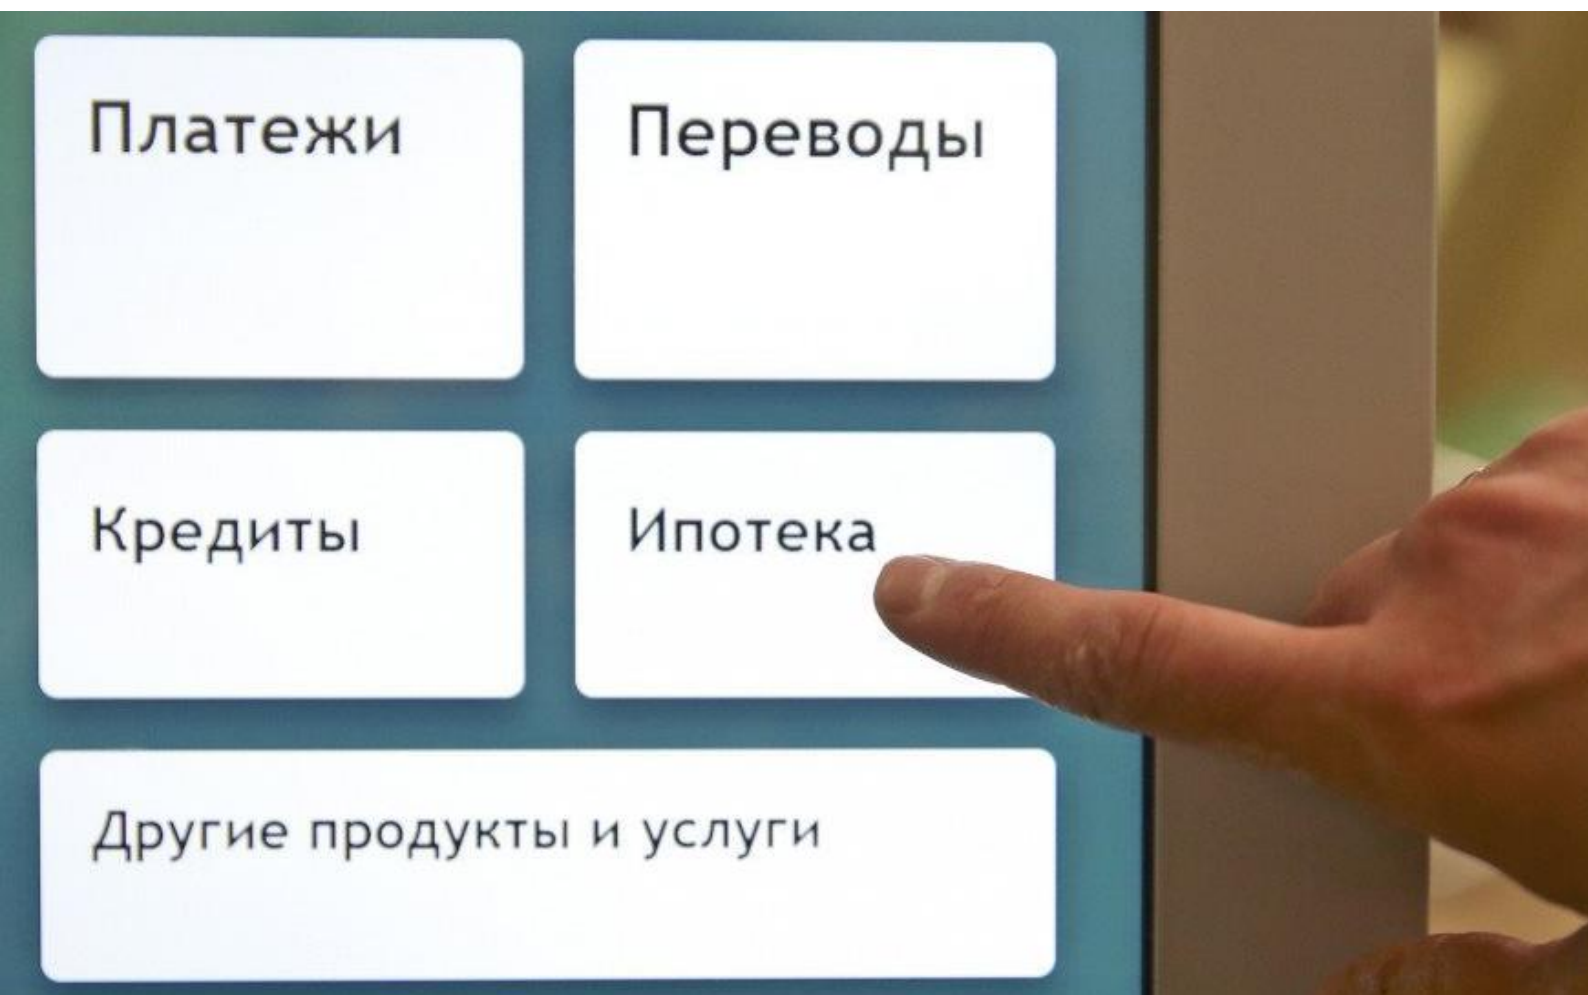 Платежи
Переводы
Кредиты
Ипотека
Другие продукты и услуги